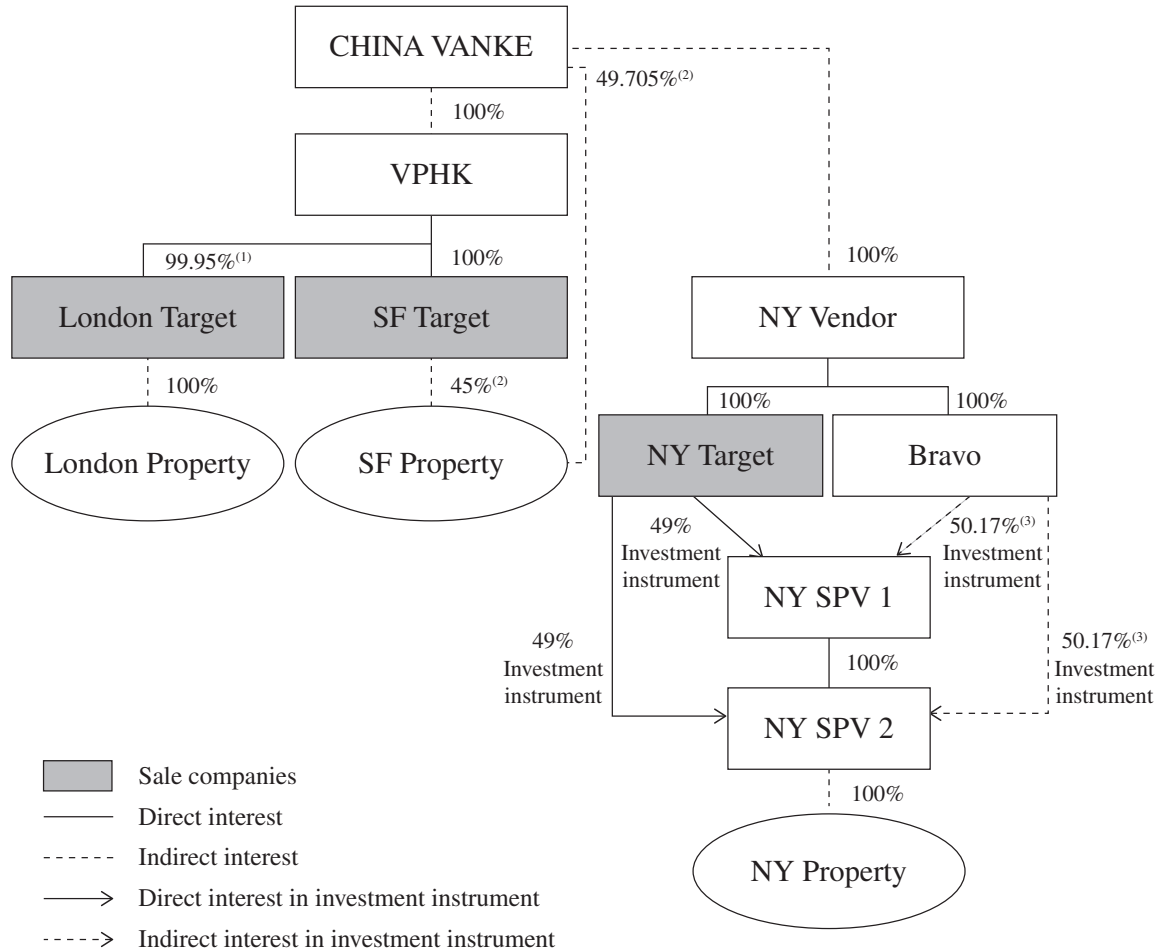 CHINA VANKE
49.705%(2)
100%
VPHK
99.95%(1)
100%
100%
London Target
SF Target
NY Vendor
100%
45%(2)
100%
100%
London Property
SF Property
NY Target
Bravo
49%
Investment
instrument
50.17%(3)
Investment
instrument
NY SPV 1
49%
Investment
instrument
100%
50.17%(3)
Investment
instrument
NY SPV 2
100%
NY Property
Sale companies
Direct interest
Indirect interest
Direct interest in investment instrument
Indirect interest in investment instrument